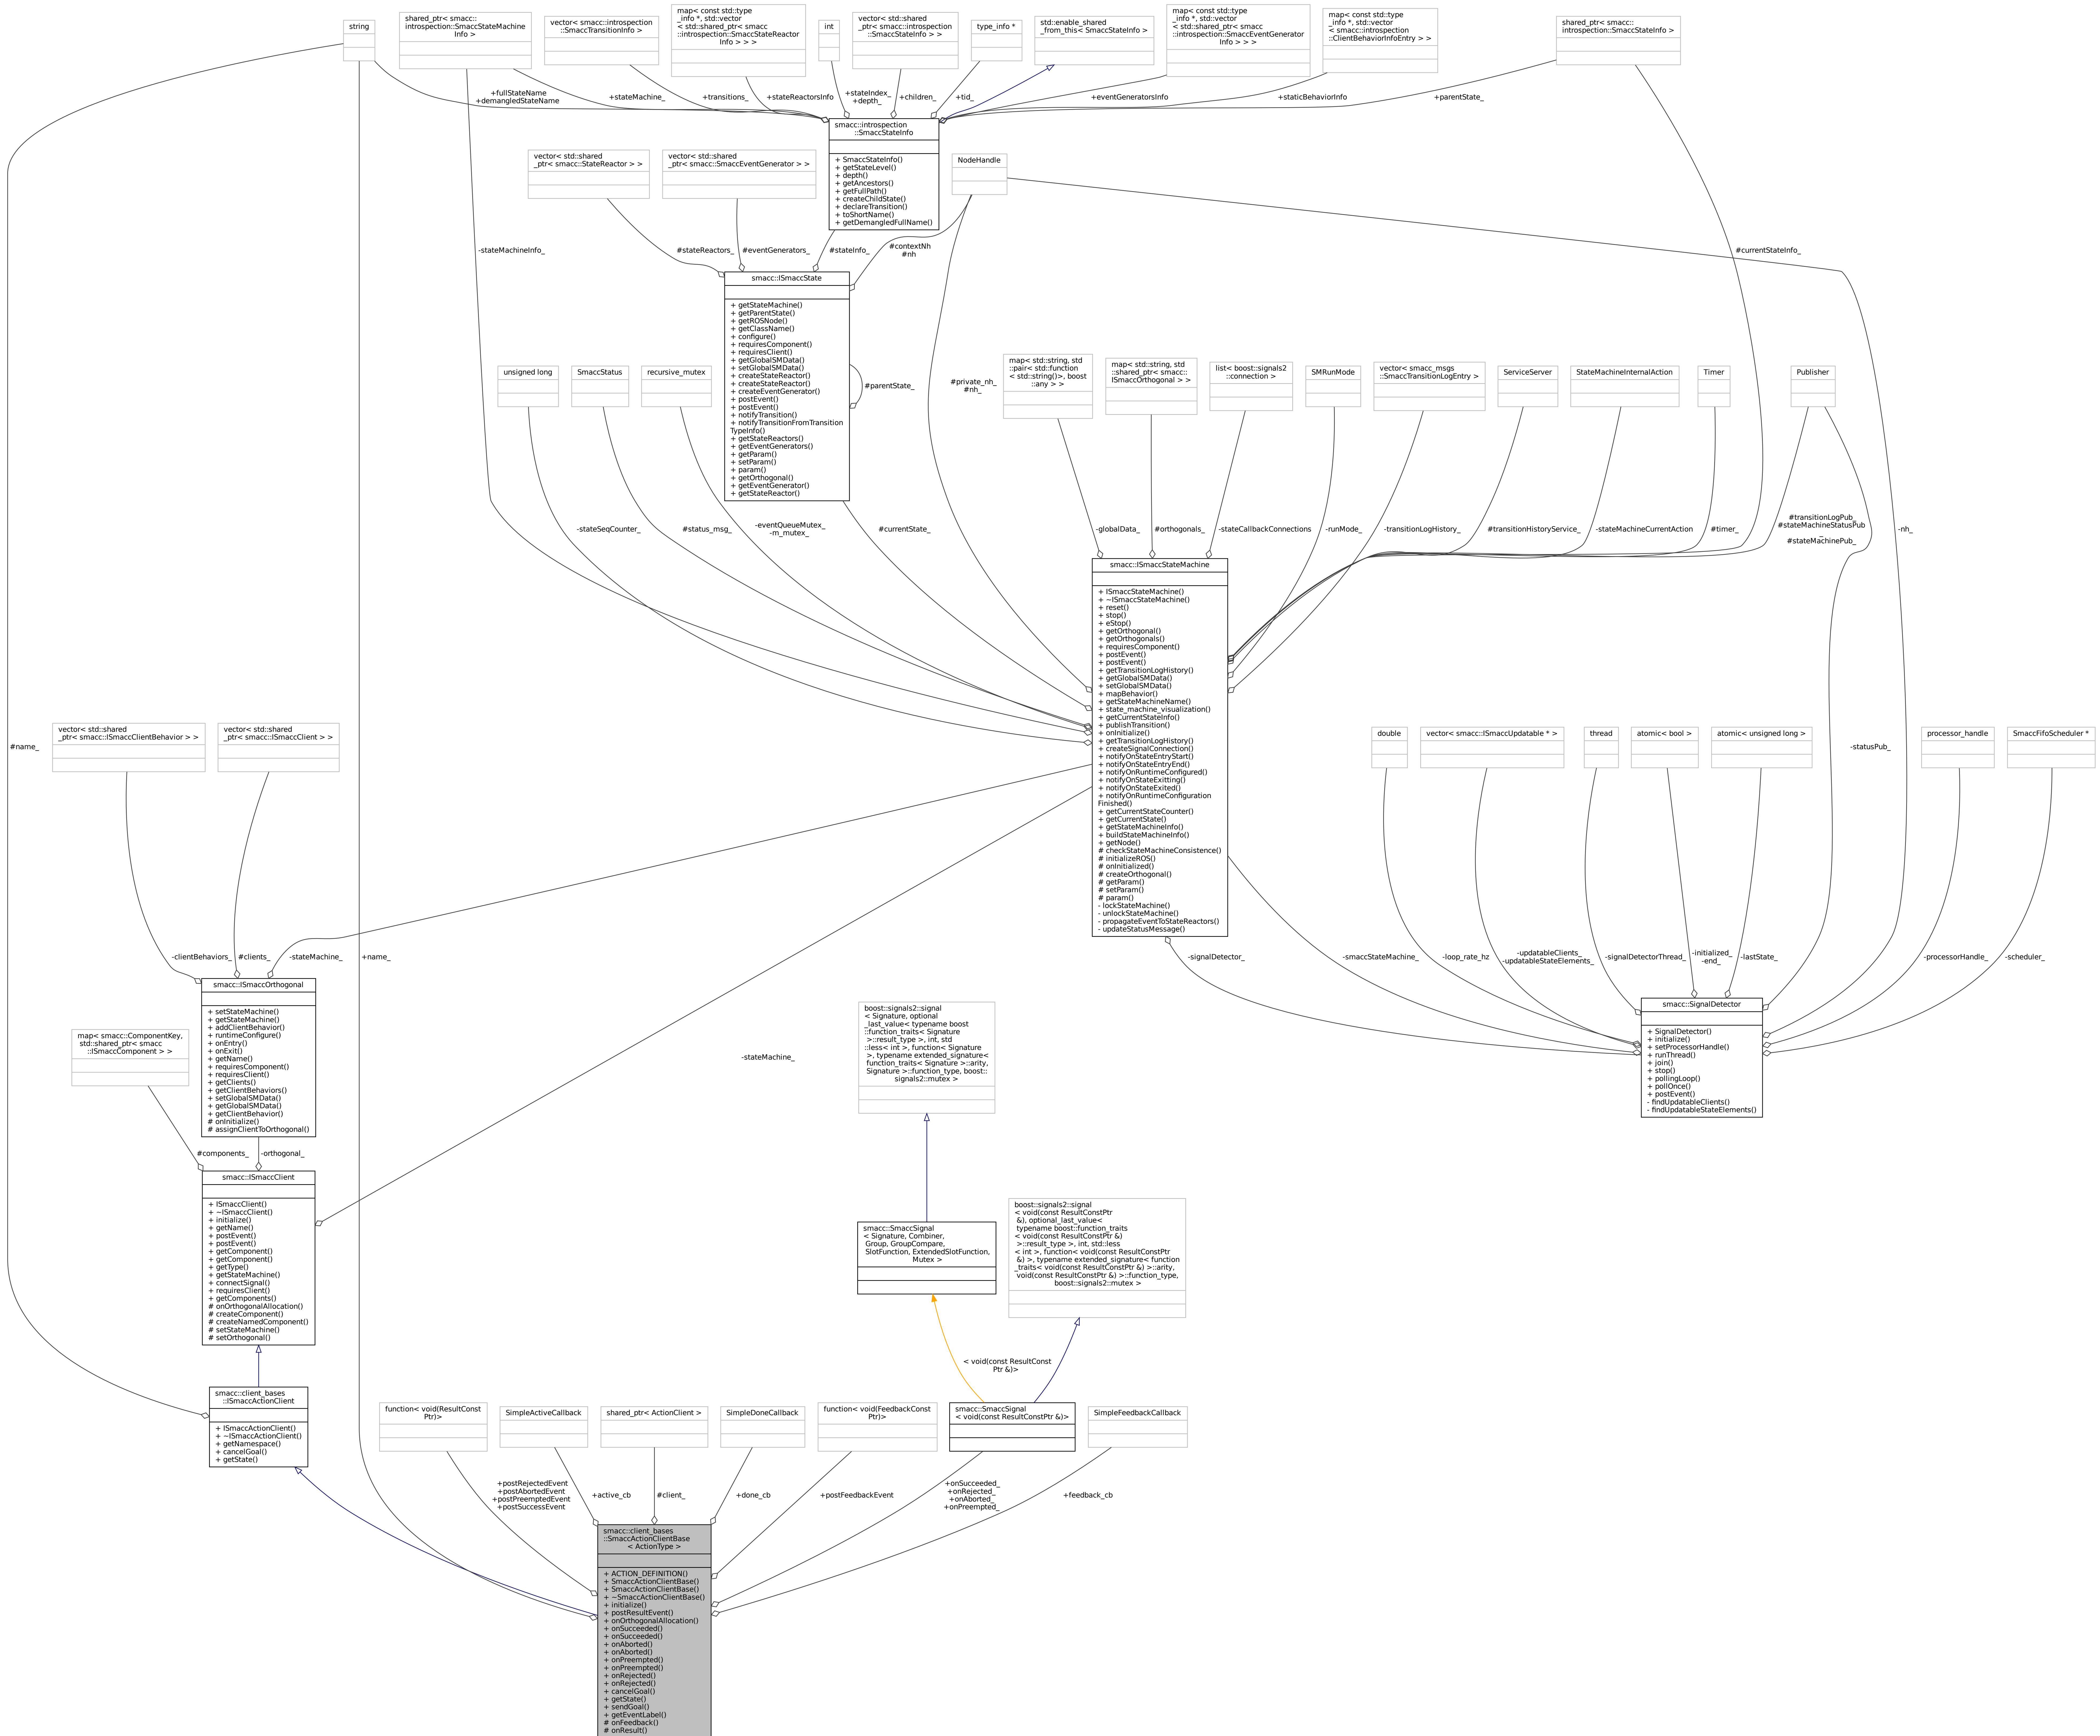 string
shared_ptr< smacc::
introspection::SmaccStateMachine
Info >
vector< smacc::introspection
::SmaccTransitionInfo >
map< const std::type
_info *, std::vector
< std::shared_ptr< smacc
::introspection::SmaccStateReactor
Info > > >
int
vector< std::shared
_ptr< smacc::introspection
::SmaccStateInfo > >
type_info *
std::enable_shared
_from_this< SmaccStateInfo >
map< const std::type
_info *, std::vector
< std::shared_ptr< smacc
::introspection::SmaccEventGenerator
Info > > >
map< const std::type
_info *, std::vector
< smacc::introspection
::ClientBehaviorInfoEntry > >
shared_ptr< smacc::
introspection::SmaccStateInfo >
+fullStateName
+demangledStateName
+stateMachine_
+transitions_
+stateReactorsInfo
+stateIndex_
+depth_
+children_
+tid_
+eventGeneratorsInfo
+staticBehaviorInfo
+parentState_
smacc::introspection
::SmaccStateInfo
+ SmaccStateInfo()
+ getStateLevel()
+ depth()
+ getAncestors()
+ getFullPath()
+ createChildState()
+ declareTransition()
+ toShortName()
+ getDemangledFullName()
vector< std::shared
_ptr< smacc::StateReactor > >
vector< std::shared
_ptr< smacc::SmaccEventGenerator > >
NodeHandle
-stateMachineInfo_
#stateReactors_
#eventGenerators_
#stateInfo_
#contextNh
#nh
#currentStateInfo_
smacc::ISmaccState
+ getStateMachine()
+ getParentState()
+ getROSNode()
+ getClassName()
+ configure()
+ requiresComponent()
+ requiresClient()
+ getGlobalSMData()
+ setGlobalSMData()
+ createStateReactor()
+ createStateReactor()
+ createEventGenerator()
+ postEvent()
+ postEvent()
+ notifyTransition()
+ notifyTransitionFromTransition
TypeInfo()
+ getStateReactors()
+ getEventGenerators()
+ getParam()
+ setParam()
+ param()
+ getOrthogonal()
+ getEventGenerator()
+ getStateReactor()
#parentState_
#private_nh_
#nh_
unsigned long
SmaccStatus
recursive_mutex
map< std::string, std
::pair< std::function
< std::string()>, boost
::any > >
map< std::string, std
::shared_ptr< smacc::
ISmaccOrthogonal > >
list< boost::signals2
::connection >
SMRunMode
vector< smacc_msgs
::SmaccTransitionLogEntry >
ServiceServer
StateMachineInternalAction
Timer
Publisher
-stateSeqCounter_
#status_msg_
-eventQueueMutex_
-m_mutex_
#currentState_
-globalData_
#orthogonals_
-stateCallbackConnections
-runMode_
-transitionLogHistory_
#transitionHistoryService_
-stateMachineCurrentAction
#timer_
#transitionLogPub_
#stateMachineStatusPub
_
#stateMachinePub_
-nh_
smacc::ISmaccStateMachine
+ ISmaccStateMachine()
+ ~ISmaccStateMachine()
+ reset()
+ stop()
+ eStop()
+ getOrthogonal()
+ getOrthogonals()
+ requiresComponent()
+ postEvent()
+ postEvent()
+ getTransitionLogHistory()
+ getGlobalSMData()
+ setGlobalSMData()
+ mapBehavior()
+ getStateMachineName()
+ state_machine_visualization()
+ getCurrentStateInfo()
+ publishTransition()
+ onInitialize()
+ getTransitionLogHistory()
+ createSignalConnection()
+ notifyOnStateEntryStart()
+ notifyOnStateEntryEnd()
+ notifyOnRuntimeConfigured()
+ notifyOnStateExitting()
+ notifyOnStateExited()
+ notifyOnRuntimeConfiguration
Finished()
+ getCurrentStateCounter()
+ getCurrentState()
+ getStateMachineInfo()
+ buildStateMachineInfo()
+ getNode()
# checkStateMachineConsistence()
# initializeROS()
# onInitialized()
# createOrthogonal()
# getParam()
# setParam()
# param()
- lockStateMachine()
- unlockStateMachine()
- propagateEventToStateReactors()
- updateStatusMessage()
#name_
vector< std::shared
_ptr< smacc::ISmaccClientBehavior > >
vector< std::shared
_ptr< smacc::ISmaccClient > >
double
vector< smacc::ISmaccUpdatable * >
thread
atomic< bool >
atomic< unsigned long >
-statusPub_
processor_handle
SmaccFifoScheduler *
-clientBehaviors_
#clients_
-stateMachine_
+name_
-signalDetector_
-smaccStateMachine_
-loop_rate_hz
-updatableClients_
-updatableStateElements_
-signalDetectorThread_
-initialized_
-end_
-lastState_
-processorHandle_
-scheduler_
smacc::ISmaccOrthogonal
+ setStateMachine()
+ getStateMachine()
+ addClientBehavior()
+ runtimeConfigure()
+ onEntry()
+ onExit()
+ getName()
+ requiresComponent()
+ requiresClient()
+ getClients()
+ getClientBehaviors()
+ setGlobalSMData()
+ getGlobalSMData()
+ getClientBehavior()
# onInitialize()
# assignClientToOrthogonal()
smacc::SignalDetector
+ SignalDetector()
+ initialize()
+ setProcessorHandle()
+ runThread()
+ join()
+ stop()
+ pollingLoop()
+ pollOnce()
+ postEvent()
- findUpdatableClients()
- findUpdatableStateElements()
map< smacc::ComponentKey,
std::shared_ptr< smacc
::ISmaccComponent > >
-stateMachine_
boost::signals2::signal
< Signature, optional
_last_value< typename boost
::function_traits< Signature
>::result_type >, int, std
::less< int >, function< Signature
>, typename extended_signature<
function_traits< Signature >::arity,
Signature >::function_type, boost::
signals2::mutex >
#components_
-orthogonal_
smacc::ISmaccClient
+ ISmaccClient()
+ ~ISmaccClient()
+ initialize()
+ getName()
+ postEvent()
+ postEvent()
+ getComponent()
+ getComponent()
+ getType()
+ getStateMachine()
+ connectSignal()
+ requiresClient()
+ getComponents()
# onOrthogonalAllocation()
# createComponent()
# createNamedComponent()
# setStateMachine()
# setOrthogonal()
smacc::SmaccSignal
< Signature, Combiner,
Group, GroupCompare,
SlotFunction, ExtendedSlotFunction,
Mutex >
boost::signals2::signal
< void(const ResultConstPtr
&), optional_last_value<
typename boost::function_traits
< void(const ResultConstPtr &)
>::result_type >, int, std::less
< int >, function< void(const ResultConstPtr
&) >, typename extended_signature< function
_traits< void(const ResultConstPtr &) >::arity,
void(const ResultConstPtr &) >::function_type,
boost::signals2::mutex >
< void(const ResultConst
Ptr &)>
smacc::client_bases
::ISmaccActionClient
+ ISmaccActionClient()
+ ~ISmaccActionClient()
+ getNamespace()
+ cancelGoal()
+ getState()
function< void(ResultConst
Ptr)>
SimpleActiveCallback
shared_ptr< ActionClient >
SimpleDoneCallback
function< void(FeedbackConst
Ptr)>
smacc::SmaccSignal
< void(const ResultConstPtr &)>
SimpleFeedbackCallback
+postRejectedEvent
+postAbortedEvent
+postPreemptedEvent
+postSuccessEvent
+active_cb
#client_
+done_cb
+postFeedbackEvent
+onSucceeded_
+onRejected_
+onAborted_
+onPreempted_
+feedback_cb
smacc::client_bases
::SmaccActionClientBase
< ActionType >
+ ACTION_DEFINITION()
+ SmaccActionClientBase()
+ SmaccActionClientBase()
+ ~SmaccActionClientBase()
+ initialize()
+ postResultEvent()
+ onOrthogonalAllocation()
+ onSucceeded()
+ onSucceeded()
+ onAborted()
+ onAborted()
+ onPreempted()
+ onPreempted()
+ onRejected()
+ onRejected()
+ cancelGoal()
+ getState()
+ sendGoal()
+ getEventLabel()
# onFeedback()
# onResult()